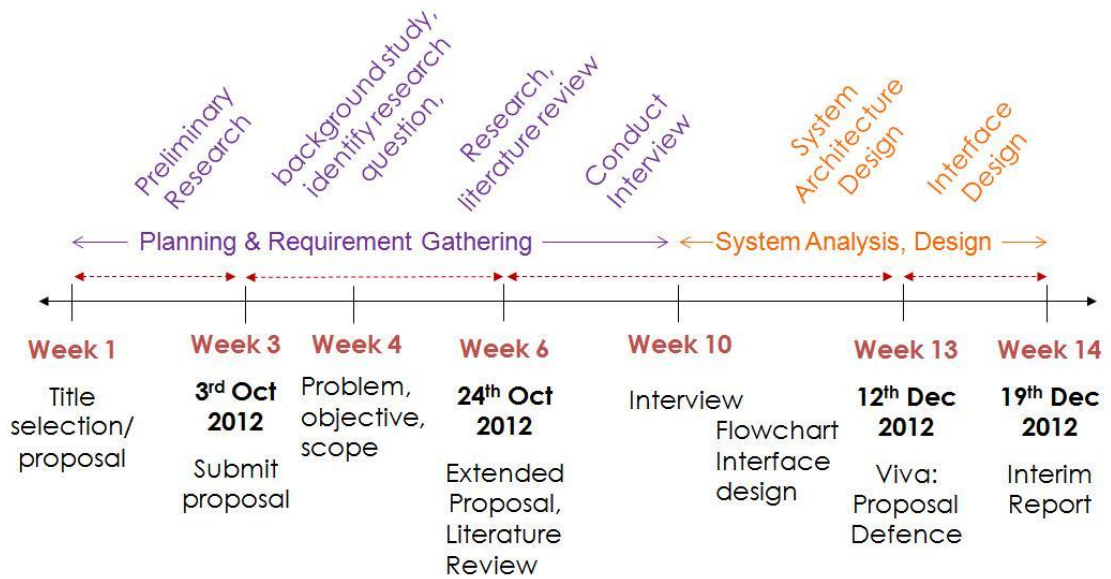 Preliminary
Research
background study,
identify research
question,
Research,
literature review
Conduct
Interview
System
Architecture
Design
Interface
Design
Planning & Requirement Gathering
System Analysis, Design
Week 1
Week 3
Week 4
Week 6
Week 10
Week 13
Week 14
Title
selection/
proposal
3rd Oct
2012
Submit
proposal
Problem,
objective,
scope
24th Oct
2012
Extended
Proposal,
Literature
Review
Interview
Flowchart
Interface
design
12th Dec
2012
Viva:
Proposal
Defence
19th Dec
2012
Interim
Report